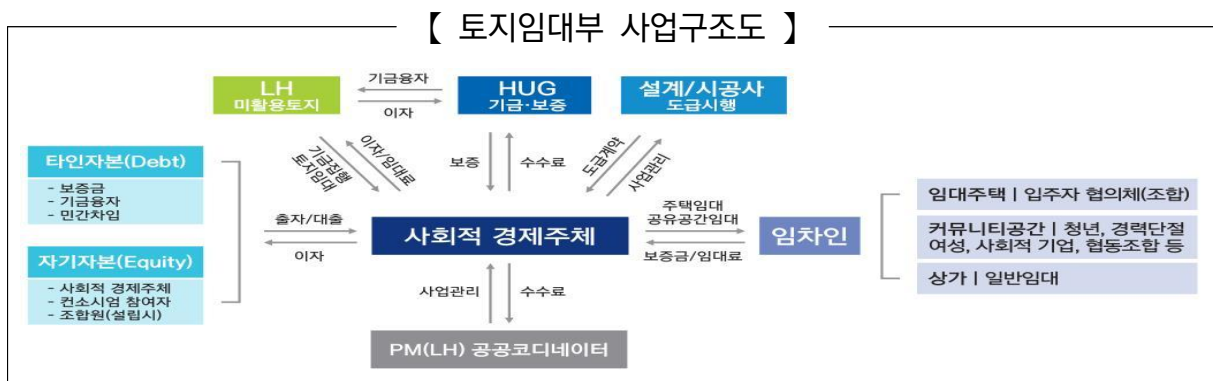 【 토지임대부 사업구조도 】
LH
미활용토지
기금융자
이자
HUG
기금·보증
설계/시공사
도급시행
기금집행
토지임대
이자/임대료
보증
수수료
도급계약
사업관리
타인자본(Debt)
- 보증금
- 기금융자
- 민간차입
자기자본(Equity)
- 사회적 경제주체
- 컨소시엄 참여자
- 조합원(설립시)
출자/대출
이자
사회적 경제주체
주택임대
공유공간임대
보증금/임대료
임차인
임대주택 | 입주자 협의체(조합)
커뮤니티공간 | 청년, 경력단절
여성, 사회적 기업, 협동조합 등
상가 | 일반임대
사업관리
수수료
PM(LH) 공공코디네이터